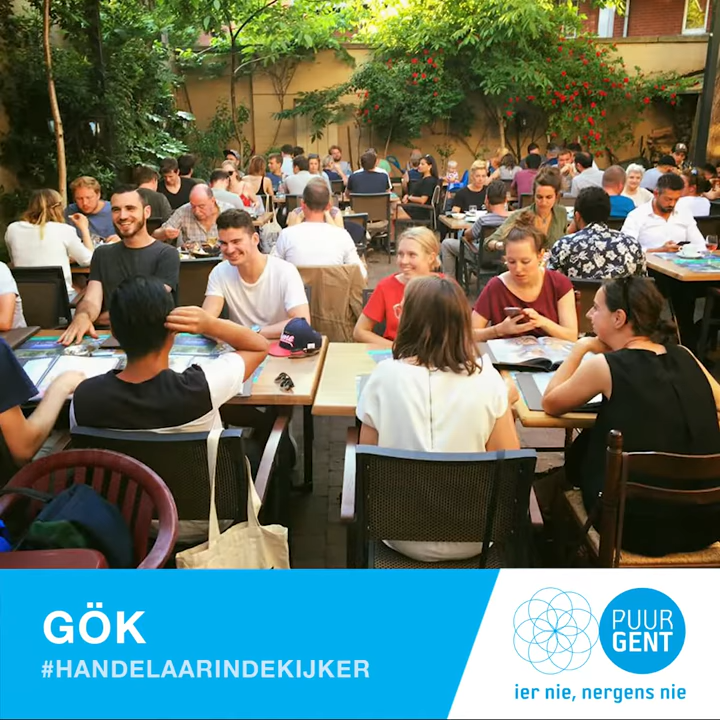 GÖK
#HANDELAARINDEKIJKER
PUUR
GENT
ier nie, nergens nie